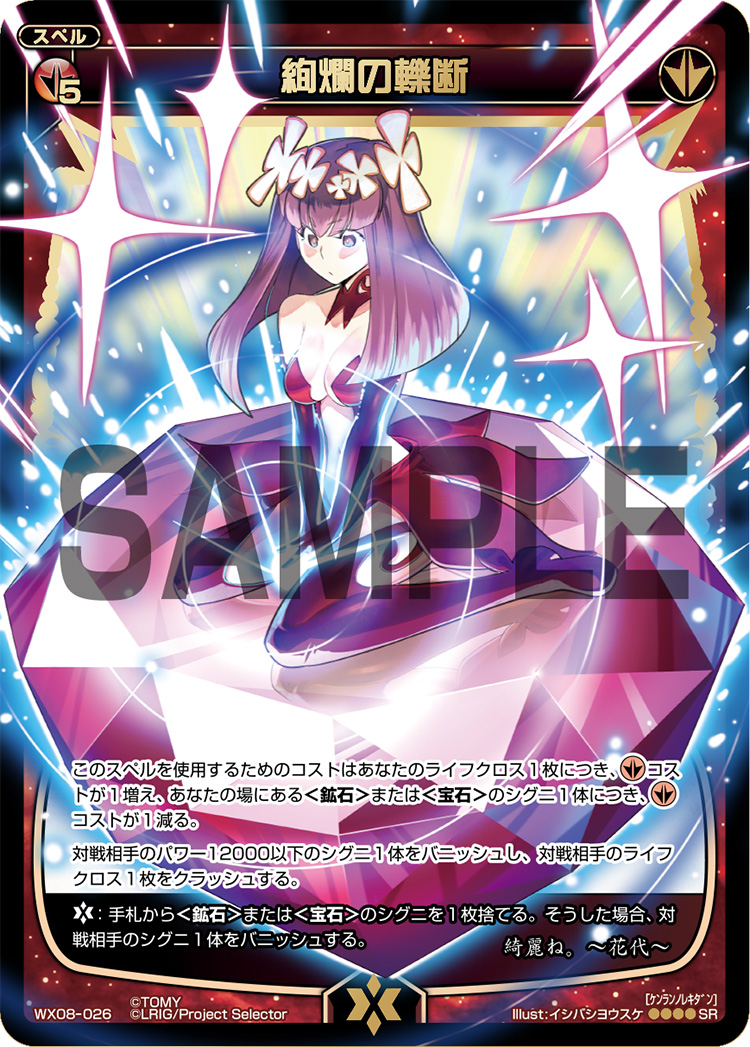 スペル
5
絢爛の轢断
SAMPLE
このスペルを使用するためのコストはあなたのライフクロス1枚につき、コス
トが1増え、あなたの場にある<鉱石>または<宝石>のシグニ1体につき、
コストが1減る。
対戦相手のパワー12000以下のシグニ1体をバニッシュし、対戦相手のライフ
クロス1枚をクラッシュする。
：手札から<鉱石>または<宝石>のシグニを1枚捨てる。そうした場合、対
戦相手のシグニ1体をバニッシュする。
綺麗ね。～花代～
WX08-026
©TOMY
©LRIG/Project Selector
[ｹﾝﾗﾝﾉﾚｷﾀﾞﾝ]
Illust:イシバシヨウスケ
SR